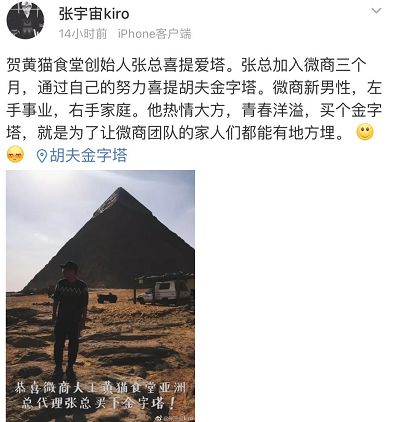 张宇宙kiro
14小时前 iPhone客户端
贺黄猫食堂创始人张总喜提爱塔。张总加入微商三个
月，通过自己的努力喜提胡夫金字塔。微商新男性，左
手事业，右手家庭。他热情大方，青春洋溢，买个金字
塔，就是为了让微商团队的家人们都能有地方埋。
胡夫金字塔
恭喜微商大王黄猫食堂亚洲
总代理张总买下金字塔！